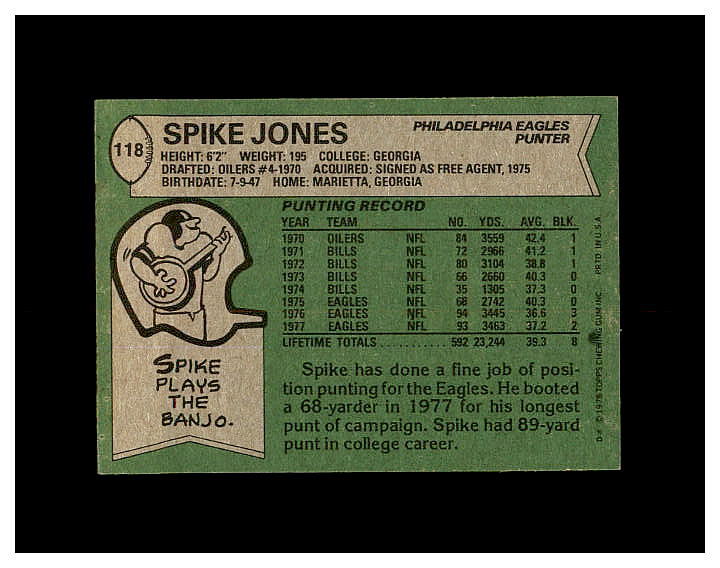 118
SPIKE JONES
PHILADELPHIA EAGLES
PUNTER
HEIGHT: 6'2" WEIGHT: 195 COLLEGE: GEORGIA
DRAFTED: OILERS #4-1970 ACQUIRED: SIGNED AS FREE AGENT, 1975
BIRTHDATE: 7-9-47 HOME: MARIETTA, GEORGIA
PUNTING RECORD
YEAR TEAM NO. YDS. AVG. BLK.
1970 OILERS NFL 84 3559 42.4 1
1971 BILLS NFL 72 2966 41.2 1
1972 BILLS NFL 80 3104 38.8 1
1973 BILLS NFL 66 2660 40.3 0
1974 BILLS NFL 35 1305 37.3 0
1975 EAGLES NFL 68 2742 40.3 0
1976 EAGLES NFL 94 3445 36.6 3
1977 EAGLES NFL 93 3463 37.2 2
LIFETIME TOTALS........... 592 23,244 39.3 8
SPIKE
PLAYS
THE
BANJO.
Spike has done a fine job of posi-
tion punting for the Eagles. He booted
a 68-yarder in 1977 for his longest
punt of campaign. Spike had 89-yard
punt in college career.
© 1978 TOPPS CHEWING GUM INC. PRTD. IN U.S.A.